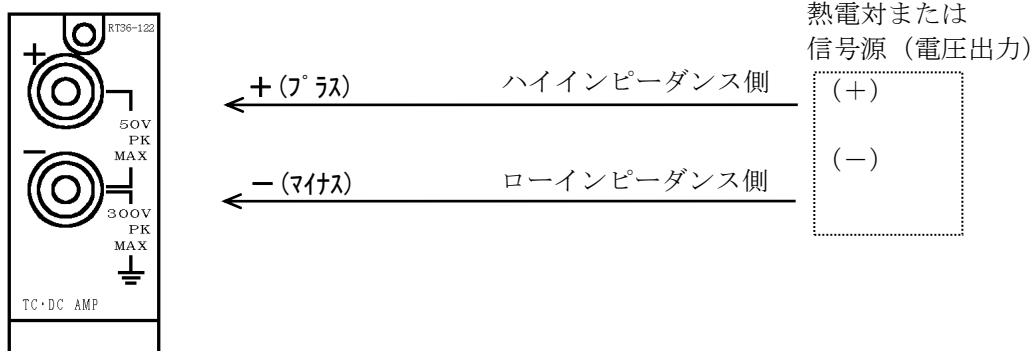 RT36-122
+
50V
PK
MAX
−
300V
PK
MAX
TC・DC AMP
+(プラス)
ハイインピーダンス側
−(マイナス)
ローインピーダンス側
熱電対または
信号源（電圧出力）
（＋）
（－）